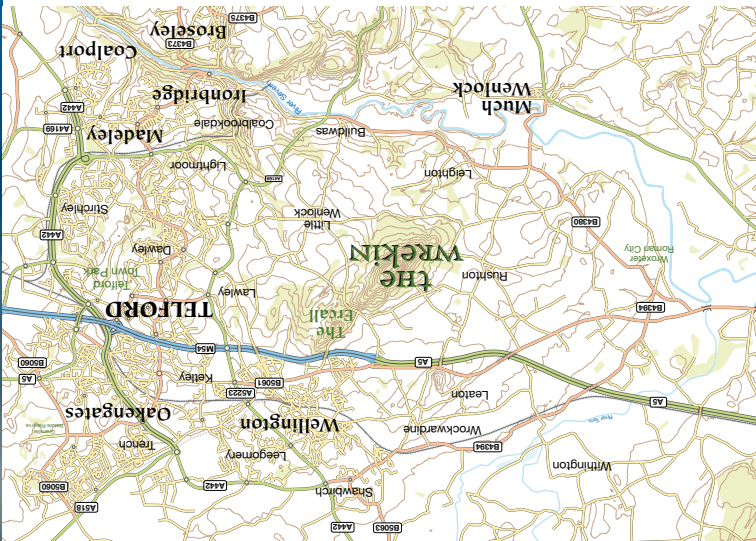 B5063
A442
A518
Shawbirch
A442
B5060
Withington
Leegomery
Trench
B4394
Wrockwardine
Wellington
River Tern
Oakengates
A5
Leaton
A5223
B5061
Ketley
A5
B5060
A5
M54
The
Ercall
TELFORD
B4394
Lawley
Rushton
the
Wrekin
Telford
Town Park
Wroxeter
Roman City
Dawley
A442
B4380
Little
Wenlock
Stirchley
Leighton
Lightmoor
Buildwas
Coalbrookdale
Madeley
A4169
Much
Wenlock
Ironbridge
River Severn
A442
Coalport
B4373
Broseley
B4375